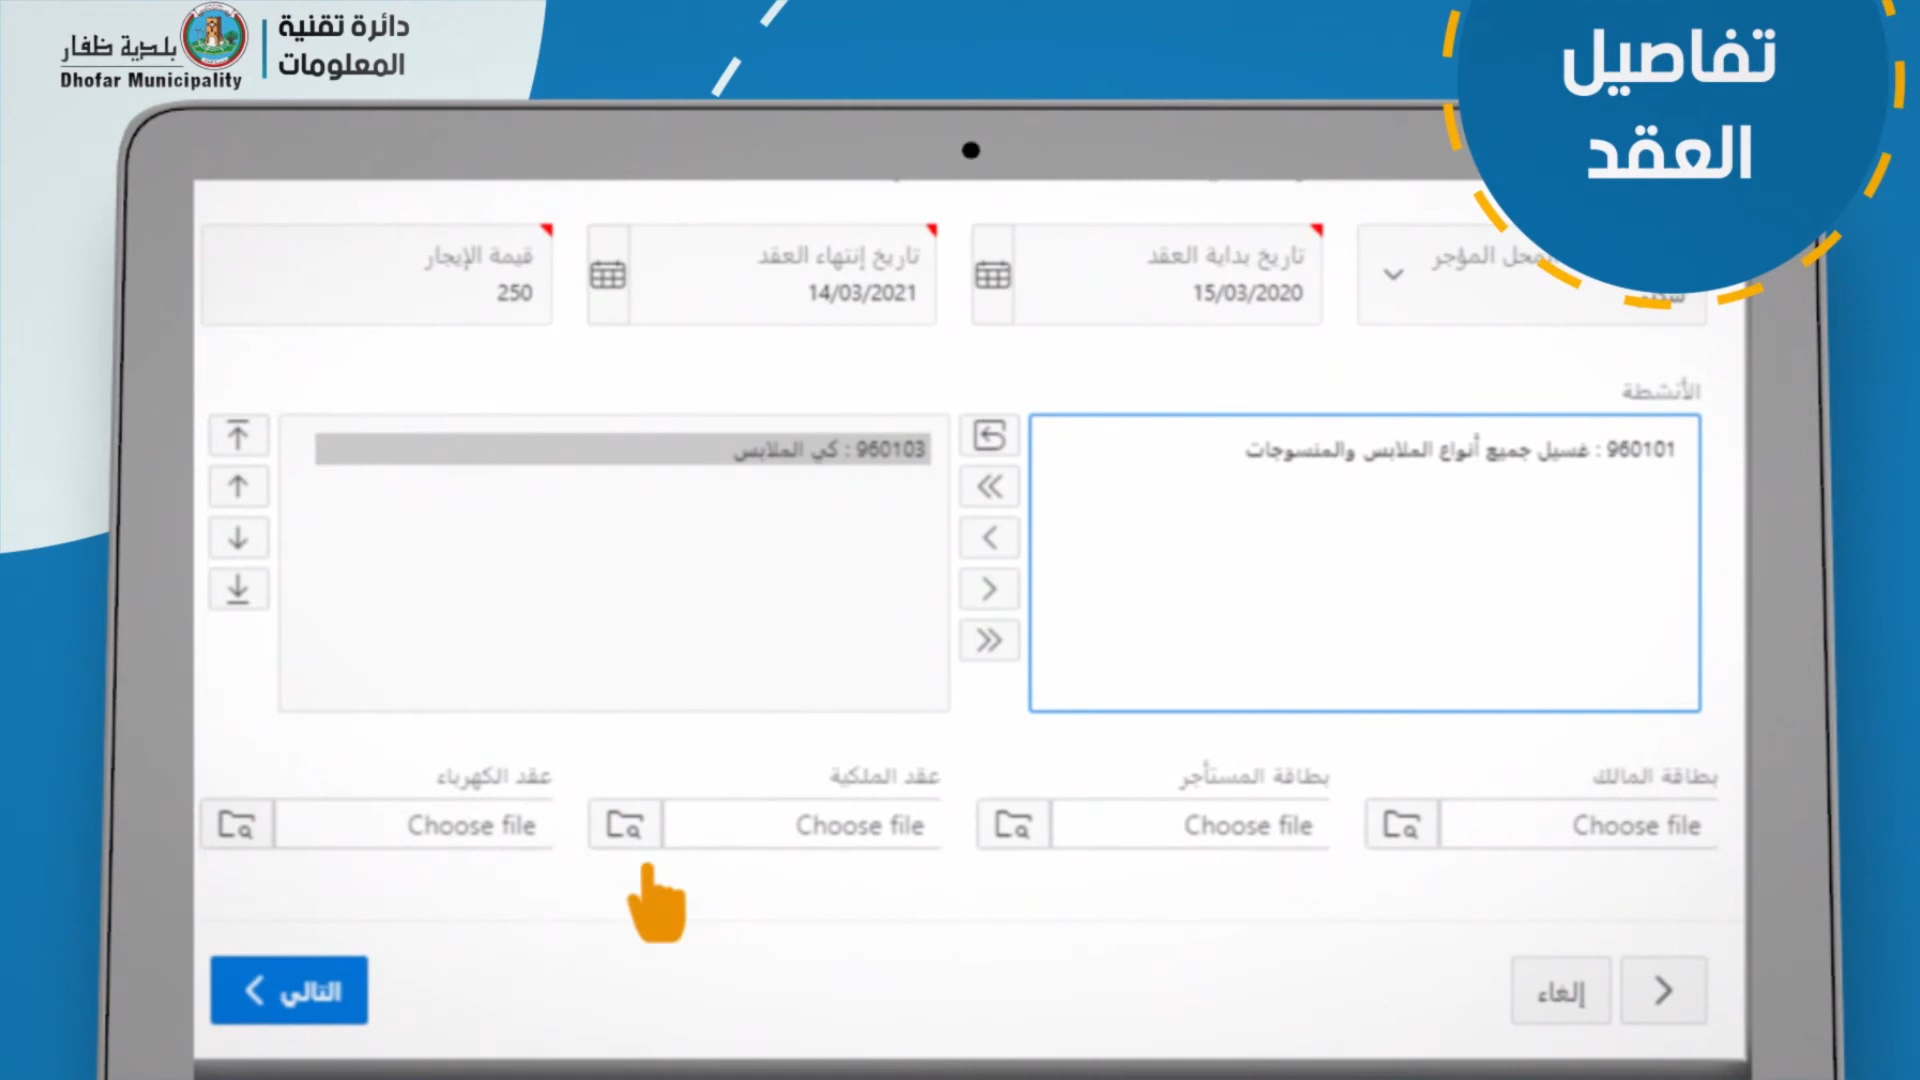 دائرة تقنية
المعلومات
بلدية ظفار
Dhofar Municipality
تفاصيل
العقد
المحل المؤجر
تاريخ بداية العقد
15/03/2020
تاريخ إنتهاء العقد
14/03/2021
قيمة الإيجار
250
الأنشطة
960101 : غسيل جميع أنواع الملابس والمنسوجات
960103 : كي الملابس
بطاقة المالك
Choose file
بطاقة المستأجر
Choose file
عقد الملكية
Choose file
عقد الكهرباء
Choose file
إلغاء
التالي